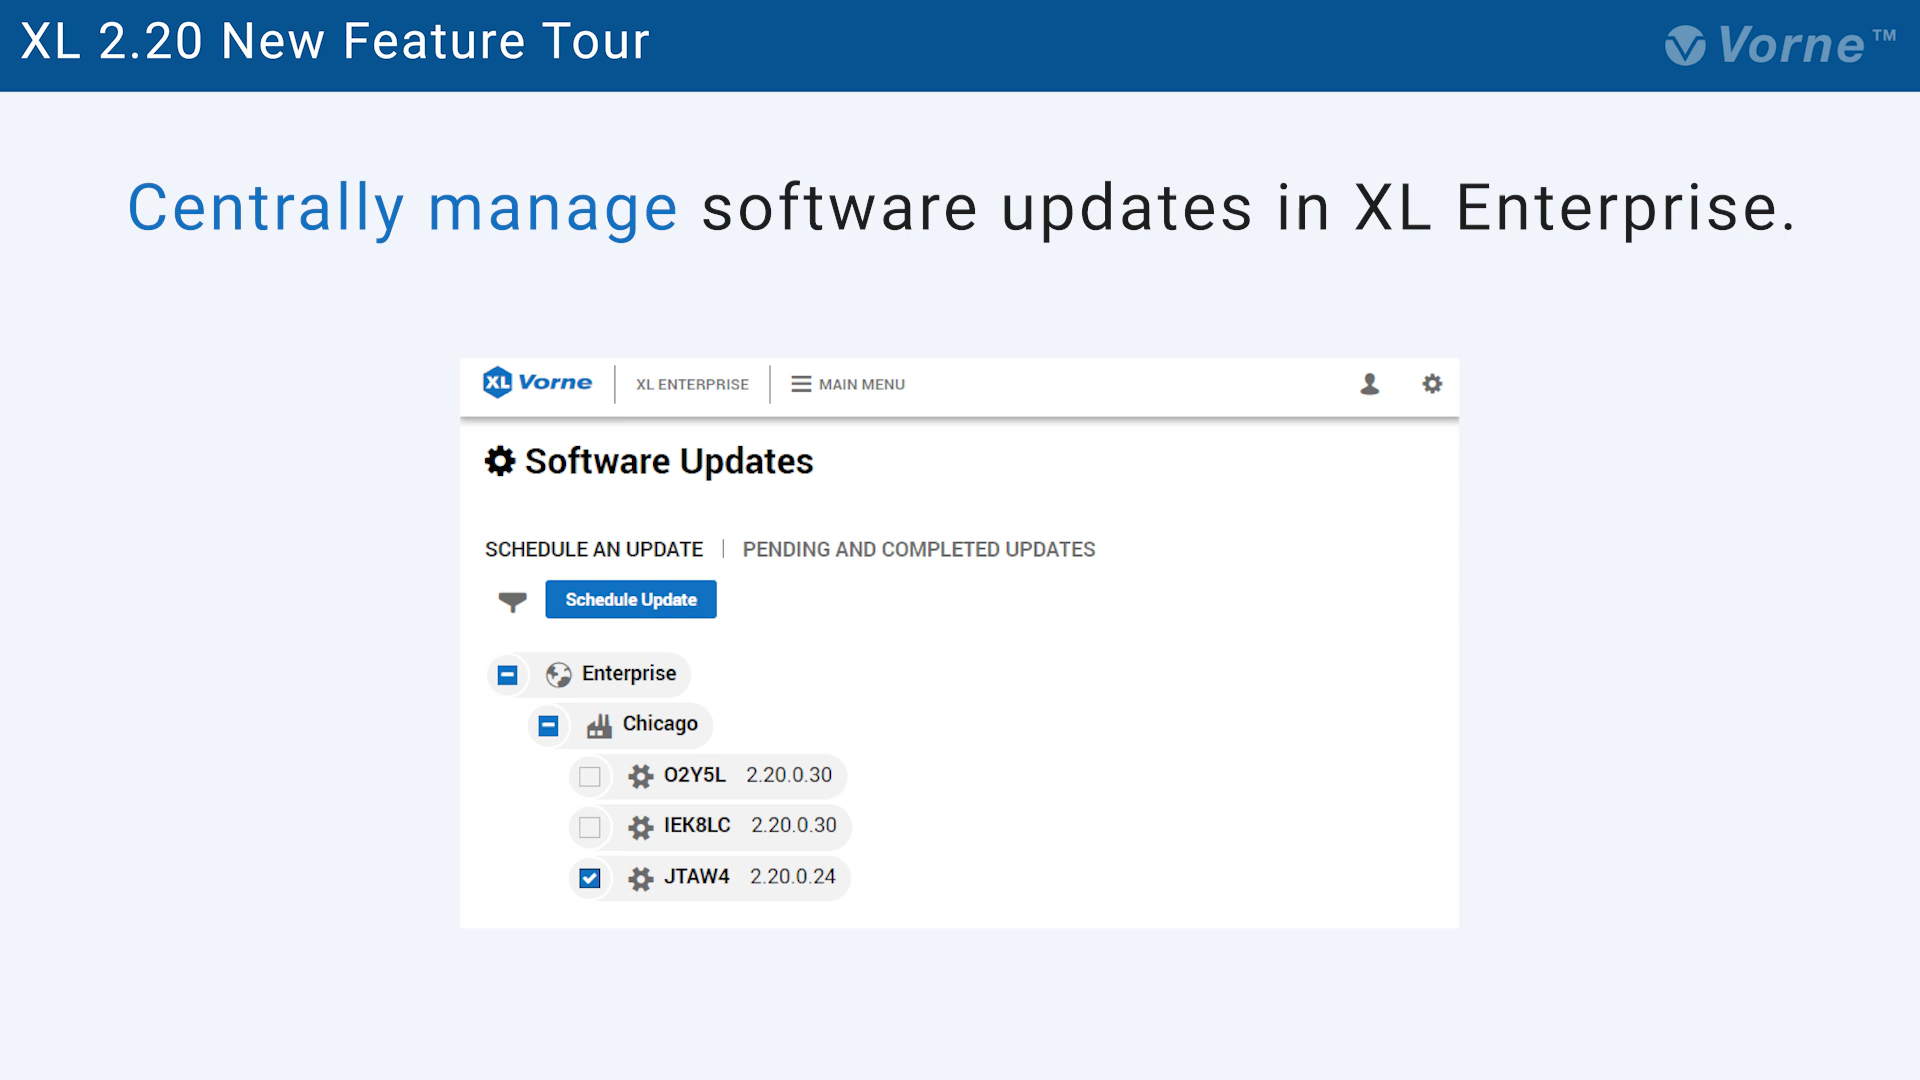 XL 2.20 New Feature Tour
Vorne™
Centrally manage software updates in XL Enterprise.
XL Vorne XL ENTERPRISE MAIN MENU
Software Updates
SCHEDULE AN UPDATE | PENDING AND COMPLETED UPDATES
Schedule Update
Enterprise
Chicago
O2Y5L 2.20.0.30
IEK8LC 2.20.0.30
JTAW4 2.20.0.24